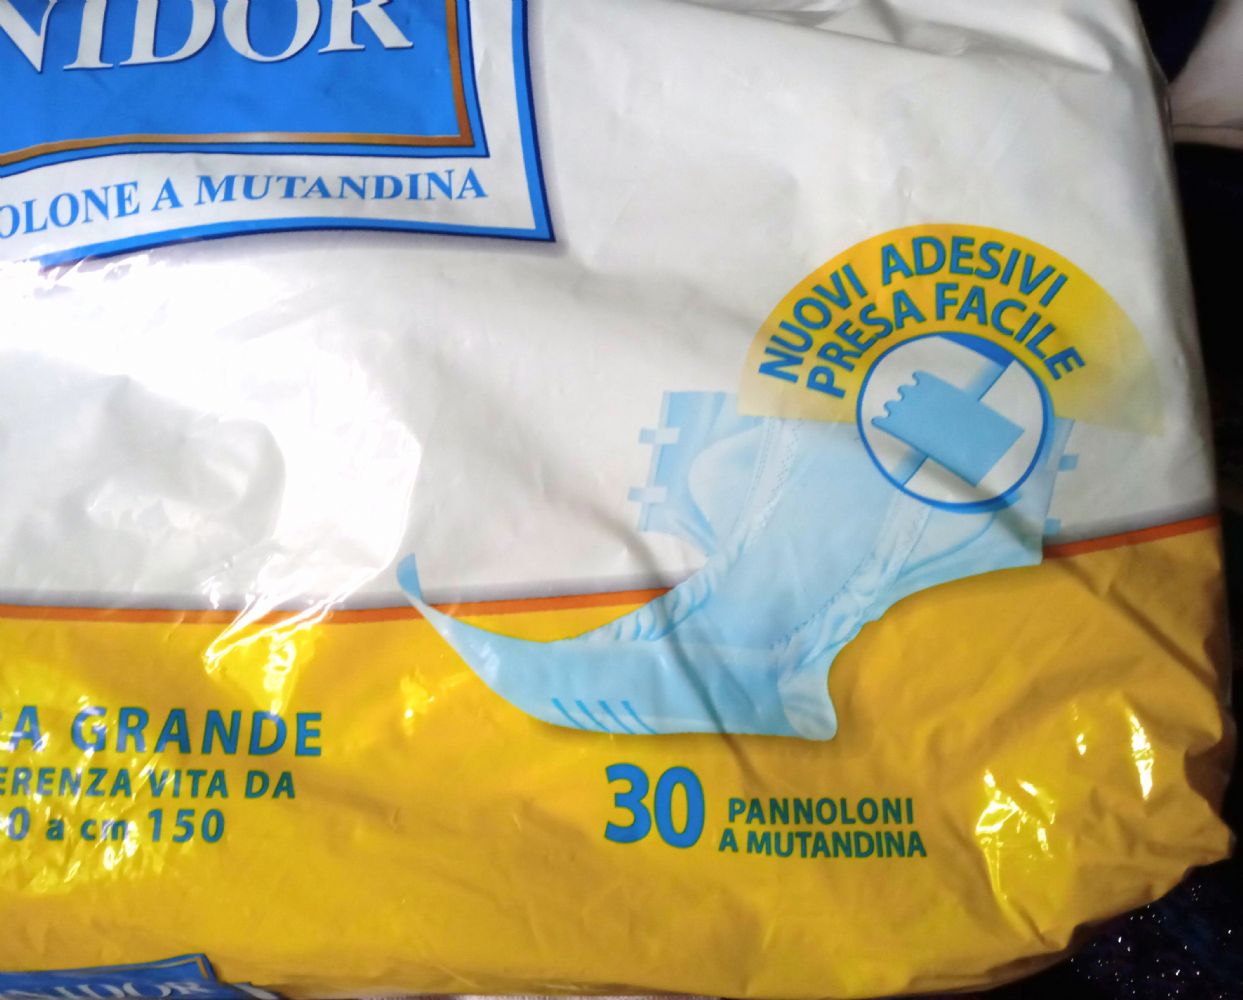 NIDOR
OLONE A MUTANDINA
NUOVI ADESIVI
PRESA FACILE
A GRANDE
ERENZA VITA DA
0 a cm 150
30 PANNOLONI
A MUTANDINA
NIDOR